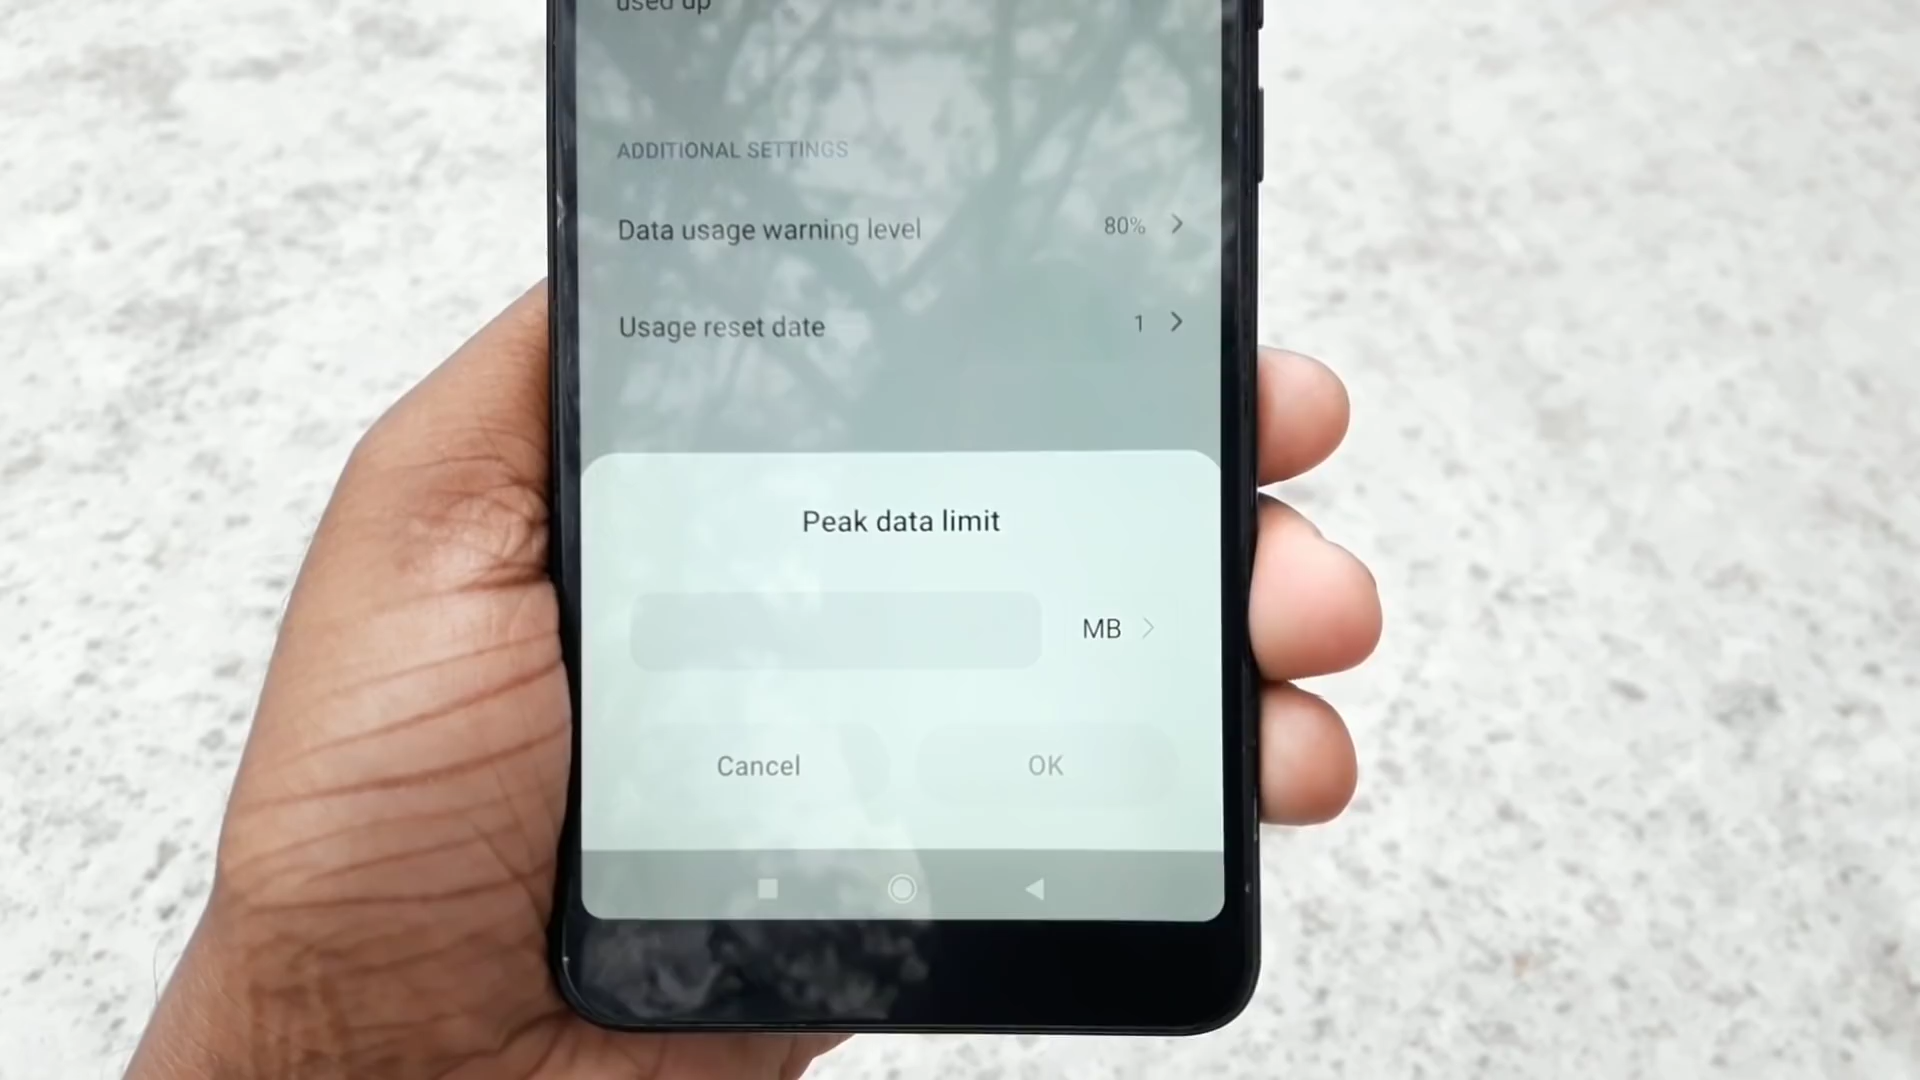 used up
ADDITIONAL SETTINGS
Data usage warning level 80%
Usage reset date 1
Peak data limit
MB
Cancel OK